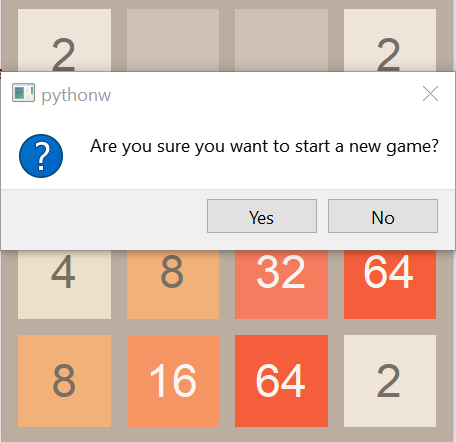 2 2
pythonw
Are you sure you want to start a new game?
Yes No
4 8 32 64
8 16 64 2